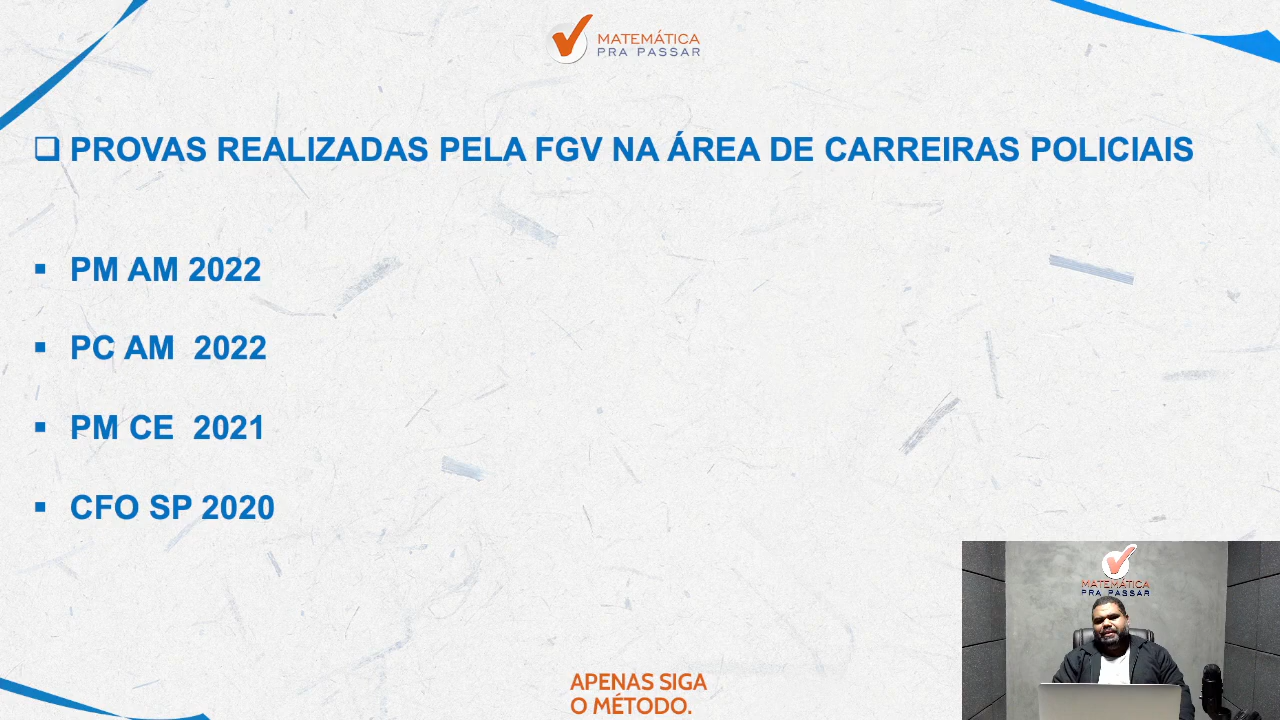 MATEMÁTICA
PRA PASSAR
PROVAS REALIZADAS PELA FGV NA ÁREA DE CARREIRAS POLICIAIS
PM AM 2022
PC AM 2022
PM CE 2021
CFO SP 2020
MATEMÁTICA
PRA PASSAR
APENAS SIGA
O MÉTODO.